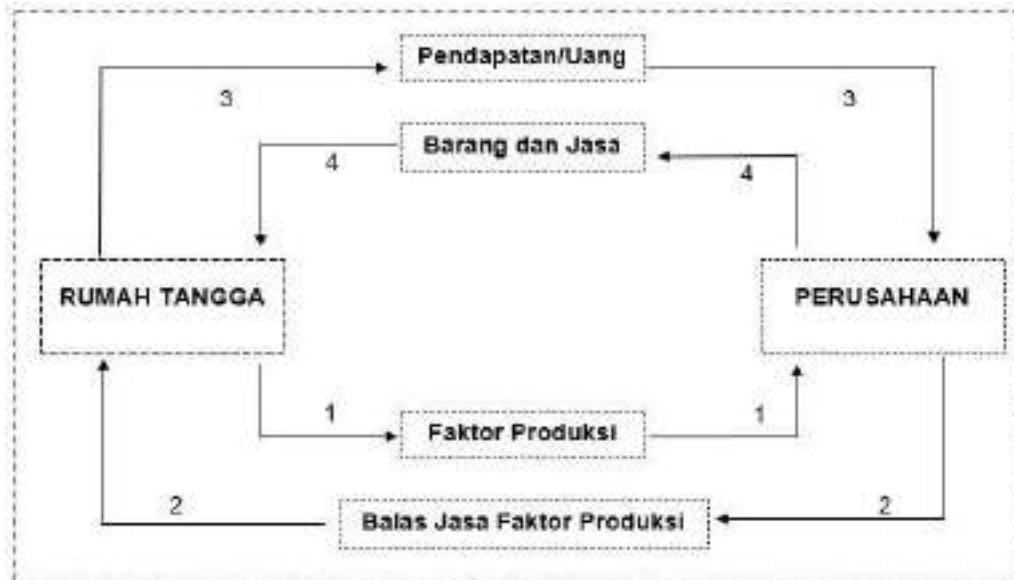 Pendapatan/Uang
3
3
Barang dan Jasa
4
4
RUMAH TANGGA
PERUSAHAAN
1
1
Faktor Produksi
2
2
Balas Jasa Faktor Produksi